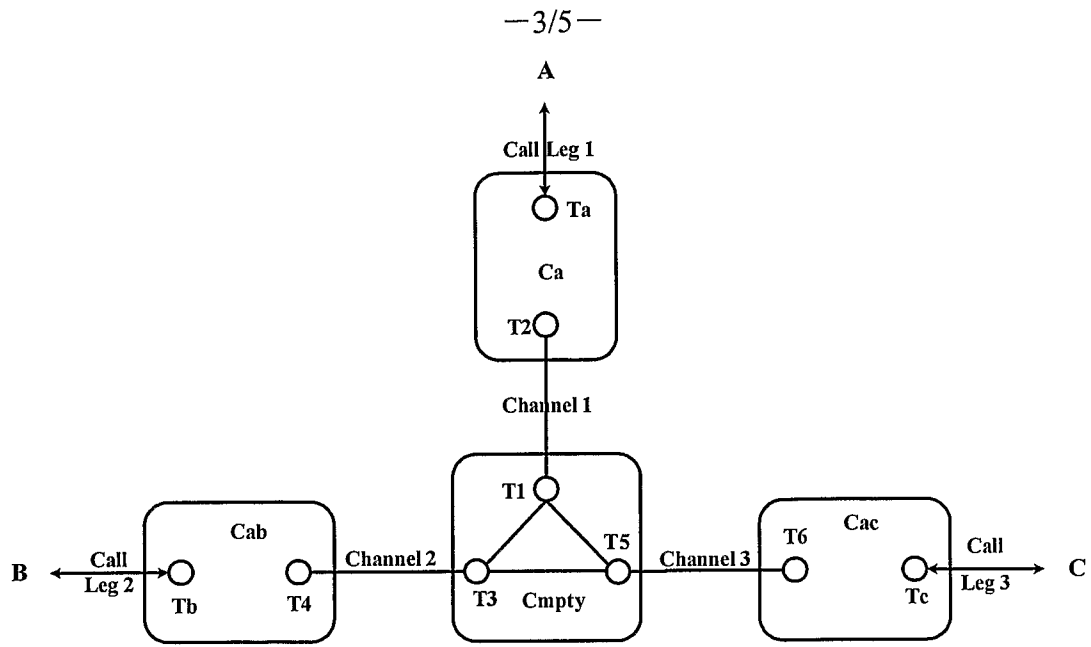 —3/5—
A
Call Leg 1
Ta
Ca
T2
Channel 1
T1
Cab
Cac
T5
T6
B
Call
Leg 2
Channel 2
Channel 3
Call
Leg 3
C
Tb
T4
T3
Cmpty
Tc